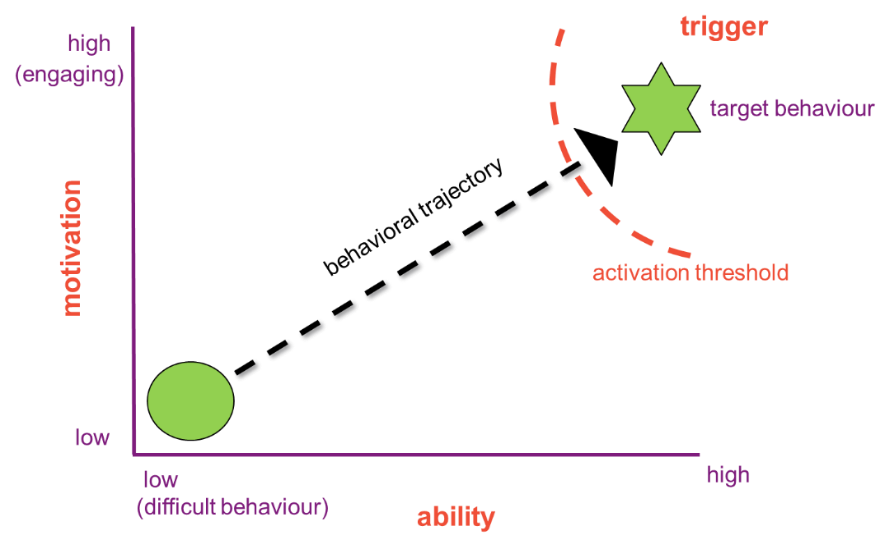 trigger
high
(engaging)
target behaviour
behavioral trajectory
motivation
activation threshold
low
low
(difficult behaviour)
high
ability